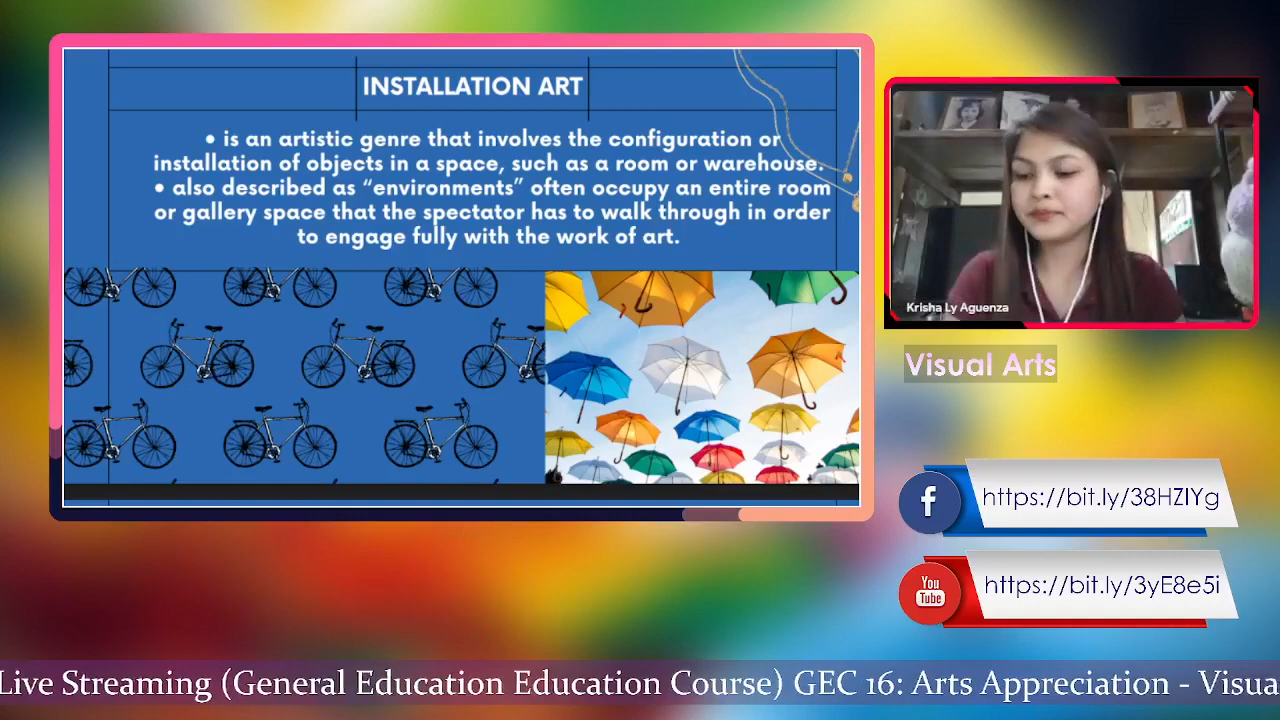 INSTALLATION ART
• is an artistic genre that involves the configuration or
installation of objects in a space, such as a room or warehouse.
• also described as “environments” often occupy an entire room
or gallery space that the spectator has to walk through in order
to engage fully with the work of art.
Krisha Ly Aguenza
Visual Arts
f
https://bit.ly/38HZIYg
You
Tube
https://bit.ly/3yE8e5i
Live Streaming (General Education Education Course) GEC 16: Arts Appreciation - Visua